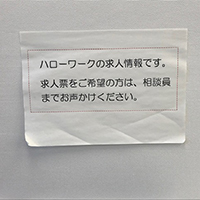 ハローワークの求人情報です。
求人票をご希望の方は、相談員
までお声かけください。